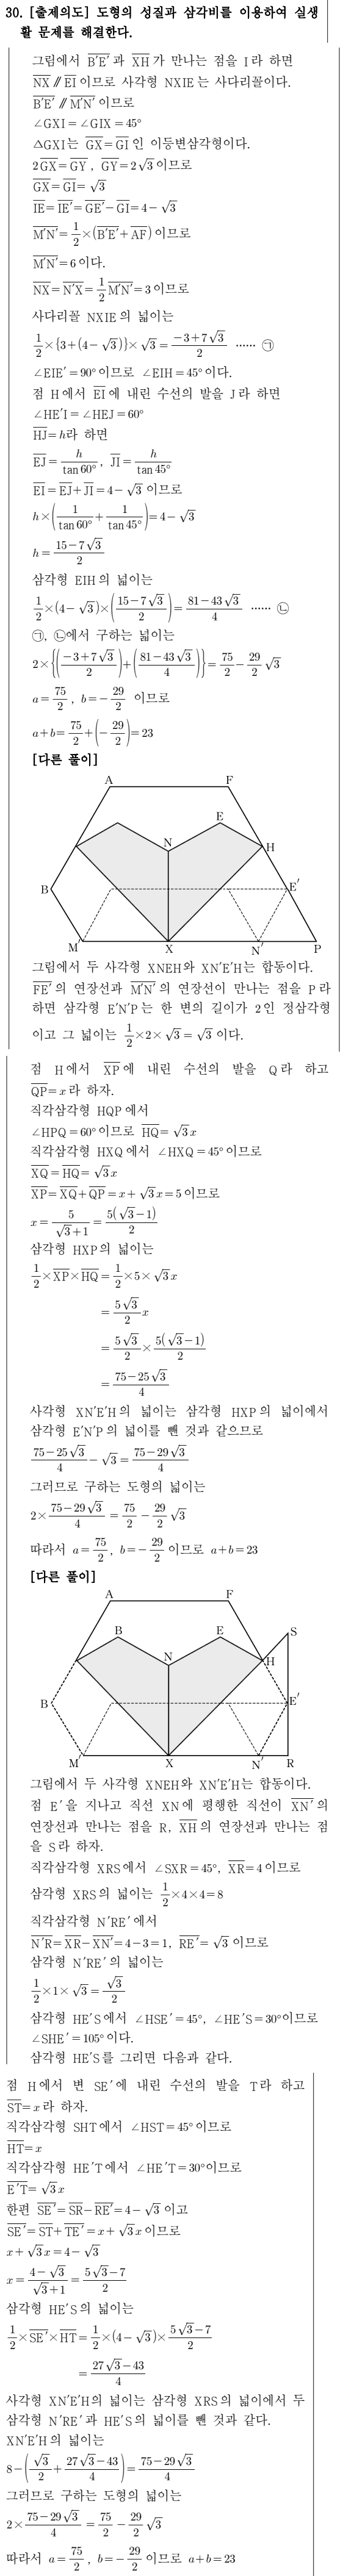 30. [출제의도] 도형의 성질과 삼각비를 이용하여 실생
활 문제를 해결한다.
그림에서 B′E′과 XH가 만나는 점을 I라 하면
NX∥EI이므로 사각형 NXIE는 사다리꼴이다.
B′E′∥M′N′이므로
∠GXI=∠GIX=45°
△GXI는 GX=GI인 이등변삼각형이다.
2GX=GY, GY=2√3이므로
GX=GI=√3
IE=IE′=GE′-GI=4-√3
M′N′=1/2×(B′E′+AF)이므로
M′N′=6이다.
NX=N′X=1/2 M′N′=3이므로
사다리꼴 NXIE의 넓이는
1/2×{3+(4-√3)}×√3=(-3+7√3)/2 …… ㉠
∠EIE′=90°이므로 ∠EIH=45°이다.
점 H에서 EI에 내린 수선의 발을 J라 하면
∠HE′I=∠HEJ=60°
HJ=h라 하면
EJ=h/tan60°, JI=h/tan45°
EI=EJ+JI=4-√3이므로
h×(1/tan60°+1/tan45°)=4-√3
h=(15-7√3)/2
삼각형 EIH의 넓이는
1/2×(4-√3)×((15-7√3)/2)=(81-43√3)/4 …… ㉡
㉠, ㉡에서 구하는 넓이는
2×{((-3+7√3)/2)+((81-43√3)/4)}=75/2-29/2√3
a=75/2, b=-29/2 이므로
a+b=75/2+(-29/2)=23
[다른 풀이]
A F
E
N
H
B E′
M′ X N′ P
그림에서 두 사각형 XNEH와 XN′E′H는 합동이다.
FE′의 연장선과 M′N′의 연장선이 만나는 점을 P라
하면 삼각형 E′N′P는 한 변의 길이가 2인 정삼각형
이고 그 넓이는 1/2×2×√3=√3이다.
점 H에서 XP에 내린 수선의 발을 Q라 하고
QP=x라 하자.
직각삼각형 HQP에서
∠HPQ=60°이므로 HQ=√3x
직각삼각형 HXQ에서 ∠HXQ=45°이므로
XQ=HQ=√3x
XP=XQ+QP=x+√3x=5이므로
x=5/(√3+1)=5(√3-1)/2
삼각형 HXP의 넓이는
1/2×XP×HQ=1/2×5×√3x
=5√3/2 x
=5√3/2×5(√3-1)/2
=(75-25√3)/4
사각형 XN′E′H의 넓이는 삼각형 HXP의 넓이에서
삼각형 E′N′P의 넓이를 뺀 것과 같으므로
(75-25√3)/4-√3=(75-29√3)/4
그러므로 구하는 도형의 넓이는
2×(75-29√3)/4=75/2-29/2√3
따라서 a=75/2, b=-29/2이므로 a+b=23
[다른 풀이]
A F
B E S
N
H
B E′
M′ X N′ R
그림에서 두 사각형 XNEH와 XN′E′H는 합동이다.
점 E′을 지나고 직선 XN에 평행한 직선이 XN′의
연장선과 만나는 점을 R, XH의 연장선과 만나는 점
을 S라 하자.
직각삼각형 XRS에서 ∠SXR=45°, XR=4이므로
삼각형 XRS의 넓이는 1/2×4×4=8
직각삼각형 N′RE′에서
N′R=XR-XN′=4-3=1, RE′=√3이므로
삼각형 N′RE′의 넓이는
1/2×1×√3=√3/2
삼각형 HE′S에서 ∠HSE′=45°, ∠HE′S=30°이므로
∠SHE′=105°이다.
삼각형 HE′S를 그리면 다음과 같다.
점 H에서 변 SE′에 내린 수선의 발을 T라 하고
ST=x라 하자.
직각삼각형 SHT에서 ∠HST=45°이므로
HT=x
직각삼각형 HE′T에서 ∠HE′T=30°이므로
E′T=√3x
한편 SE′=SR-RE′=4-√3이고
SE′=ST+TE′=x+√3x이므로
x+√3x=4-√3
x=(4-√3)/(√3+1)=(5√3-7)/2
삼각형 HE′S의 넓이는
1/2×SE′×HT=1/2×(4-√3)×(5√3-7)/2
=(27√3-43)/4
사각형 XN′E′H의 넓이는 삼각형 XRS의 넓이에서 두
삼각형 N′RE′과 HE′S의 넓이를 뺀 것과 같다.
XN′E′H의 넓이는
8-(√3/2+(27√3-43)/4)=(75-29√3)/4
그러므로 구하는 도형의 넓이는
2×(75-29√3)/4=75/2-29/2√3
따라서 a=75/2, b=-29/2이므로 a+b=23